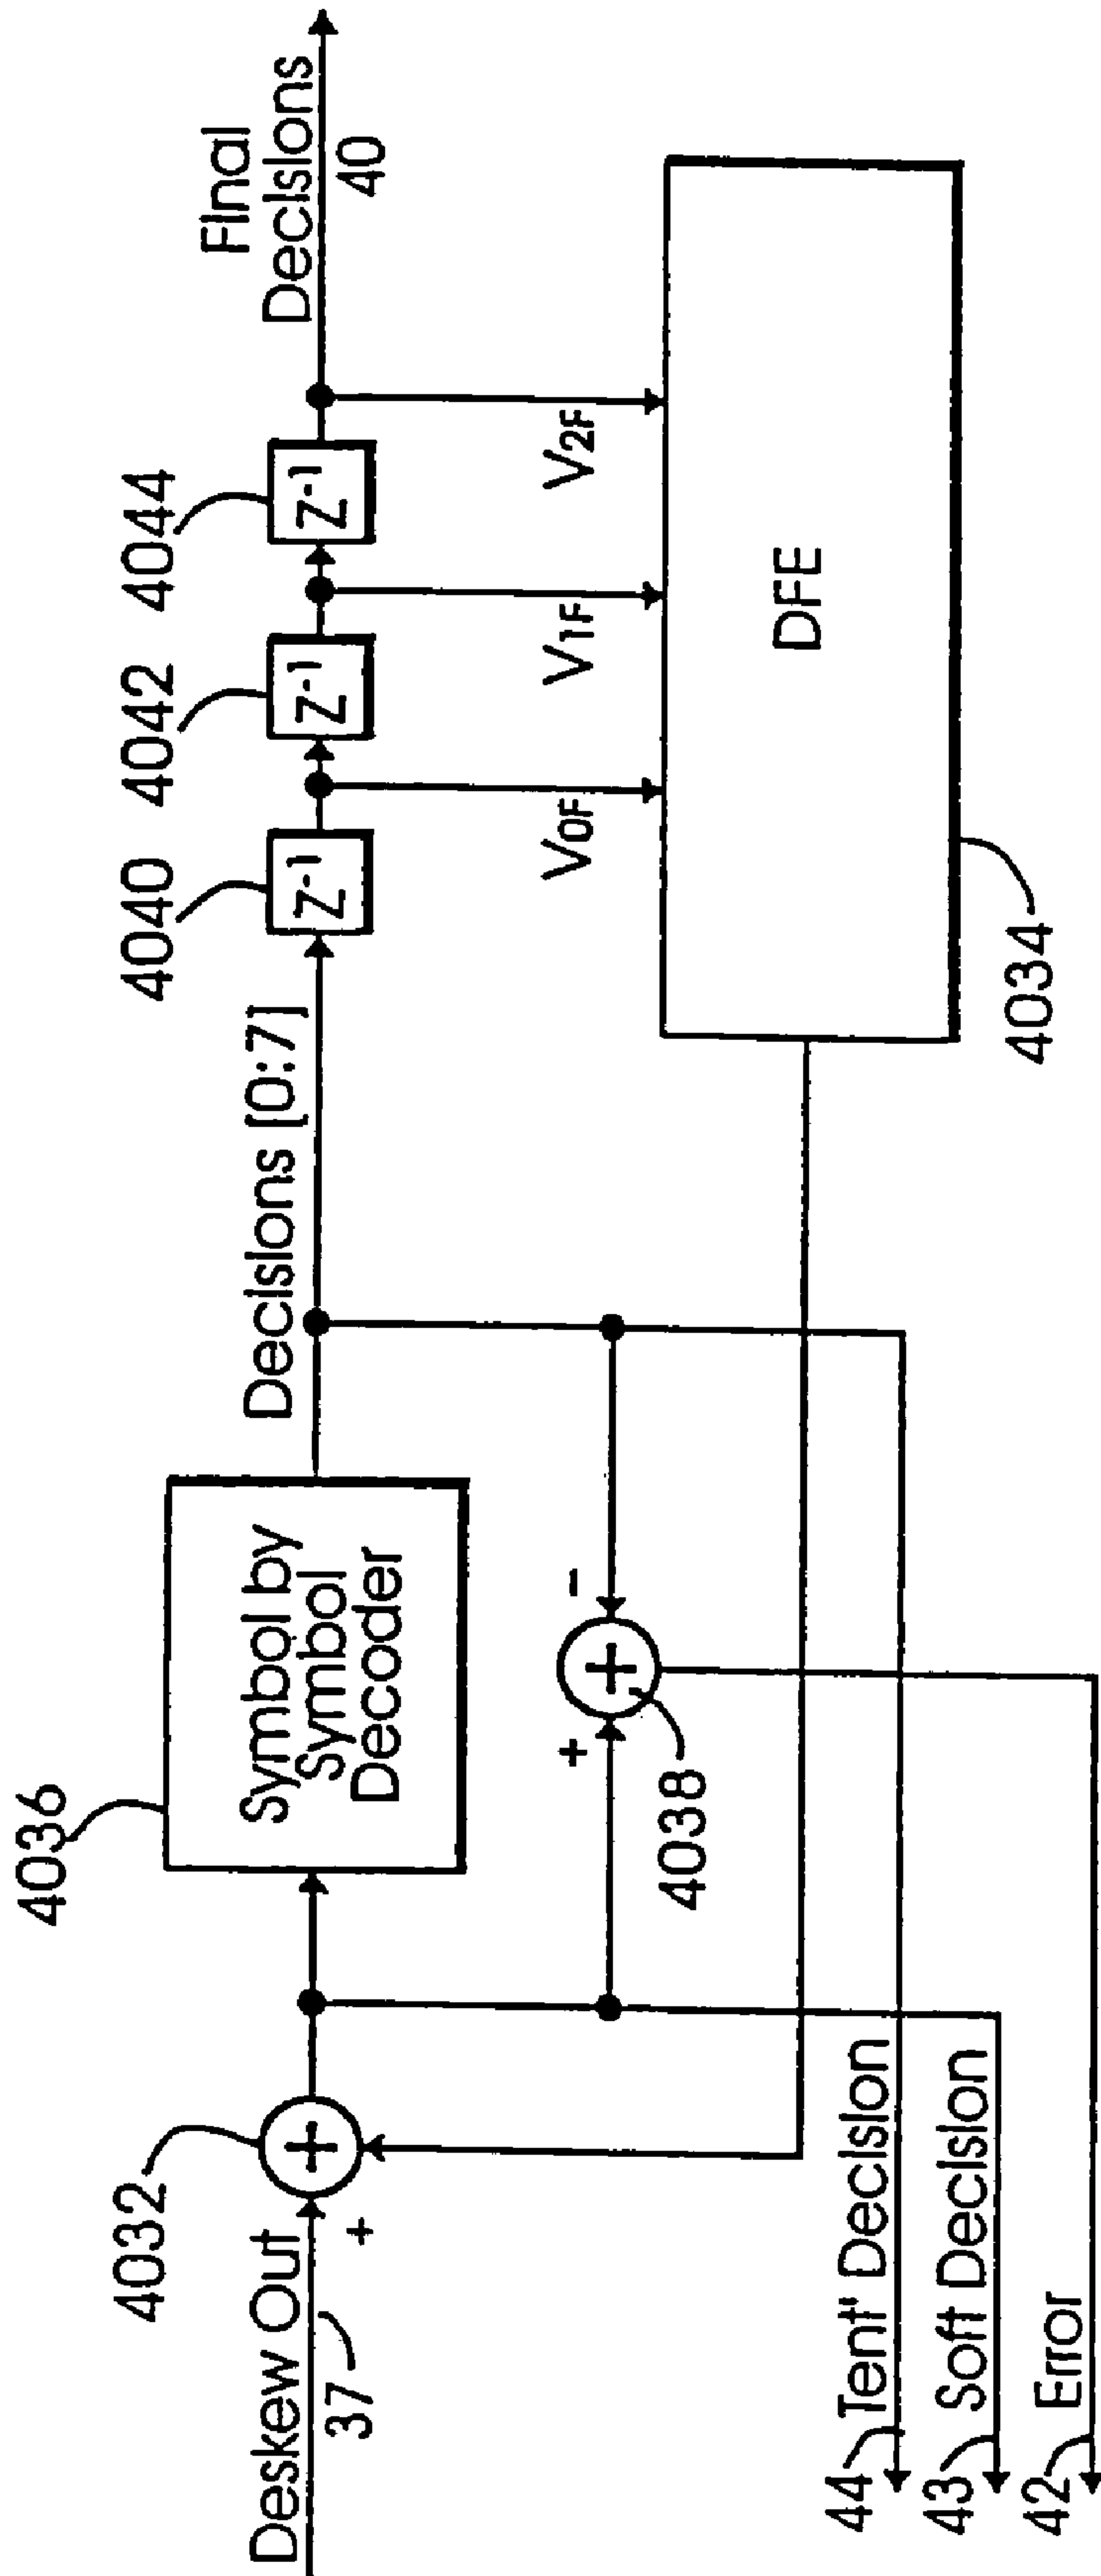 4032
4036
4040
4042
4044
Deskew Out
37
+
+
Symbol by
Symbol
Decoder
Decisions [0:7]
Z-1
Z-1
Z-1
Final
Decisions
40
+
-
+
4038
V0F
V1F
V2F
DFE
4034
44
Tent' Decision
43
Soft Decision
42
Error